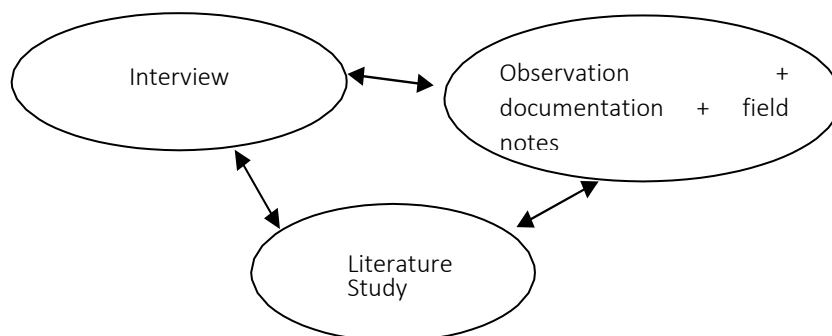 Interview
Observation +
documentation + field
notes
Literature
Study